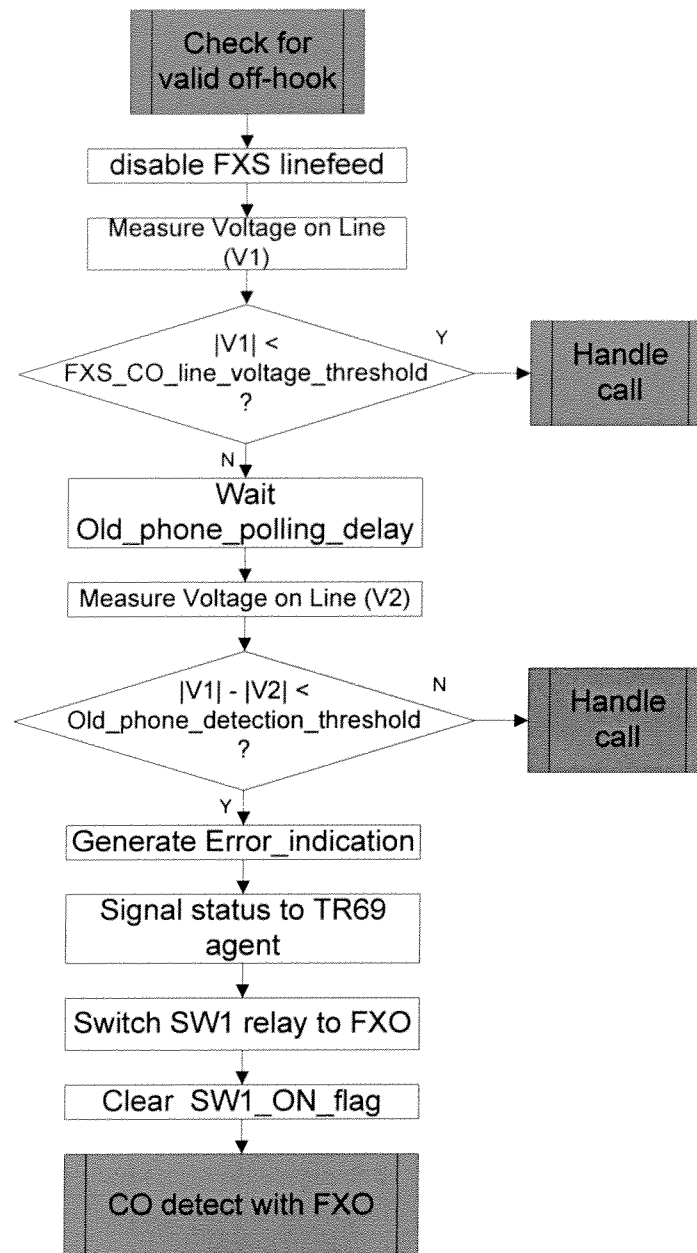 Check for
valid off-hook
disable FXS linefeed
Measure Voltage on Line
(V1)
|V1| <
FXS_CO_line_voltage_threshold
?
Y
Handle
call
N
Wait
Old_phone_polling_delay
Measure Voltage on Line (V2)
|V1| - |V2| <
Old_phone_detection_threshold
?
N
Handle
call
Y
Generate Error_indication
Signal status to TR69
agent
Switch SW1 relay to FXO
Clear SW1_ON_flag
CO detect with FXO